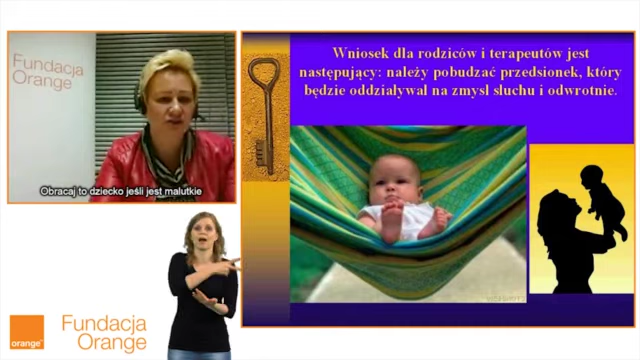 Fundacja
Orange
Obracaj to dziecko jeśli jest malutkie
Wniosek dla rodziców i terapeutów jest
następujący: należy pobudzać przedsionek, który
będzie oddziaływał na zmysł słuchu i odwrotnie.
orange™
Fundacja
Orange